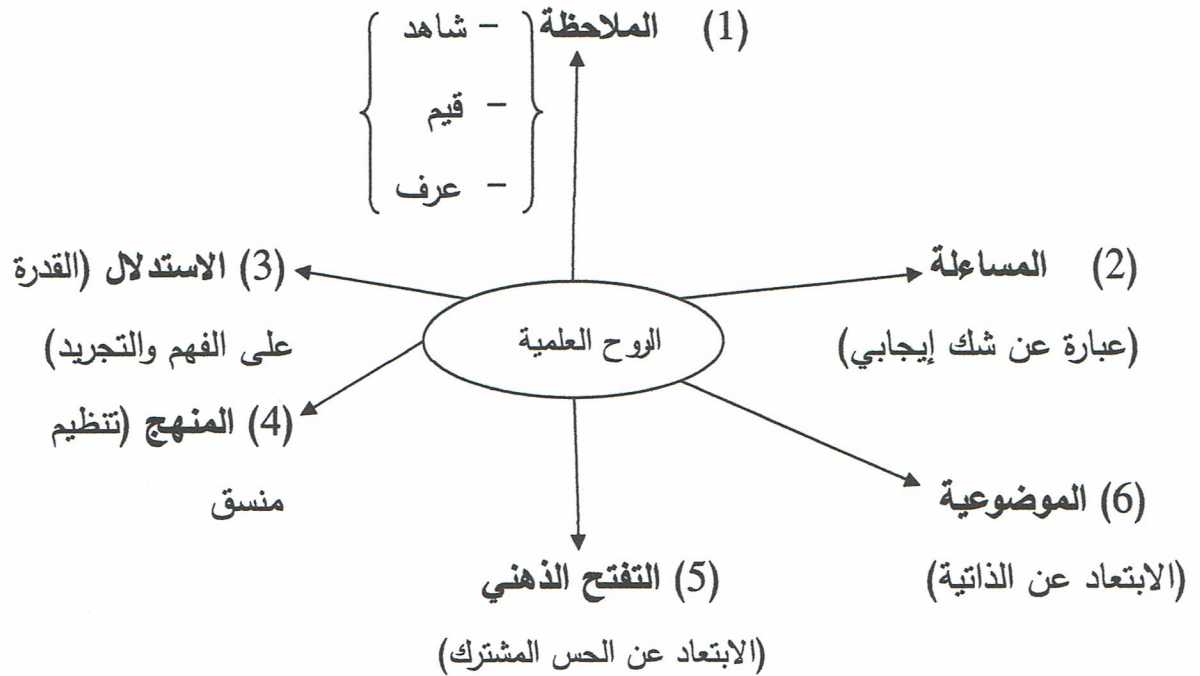 (1) الملاحظة
– شاهد
– قيم
– عرف
(2) المساءلة
(عبارة عن شك إيجابي)
(3) الاستدلال (القدرة
على الفهم والتجريد)
الروح العلمية
(4) المنهج (تنظيم
منسق
(6) الموضوعية
(الابتعاد عن الذاتية)
(5) التفتح الذهني
(الابتعاد عن الحس المشترك)